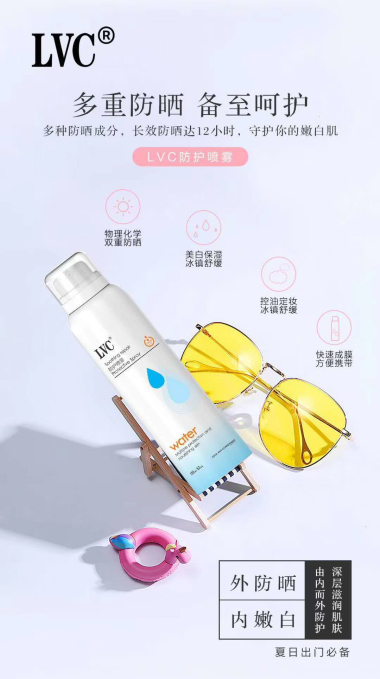 LVC®
多重防晒 备至呵护
多种防晒成分，长效防晒达12小时，守护你的嫩白肌
LVC防护喷雾
物理化学
双重防晒
美白保湿
冰镇舒缓
控油定妆
冰镇舒缓
快速成膜
方便携带
LVC
Protective Spray
water
外防晒
内嫩白
深层滋润肌肤
由内而外防护
夏日出门必备